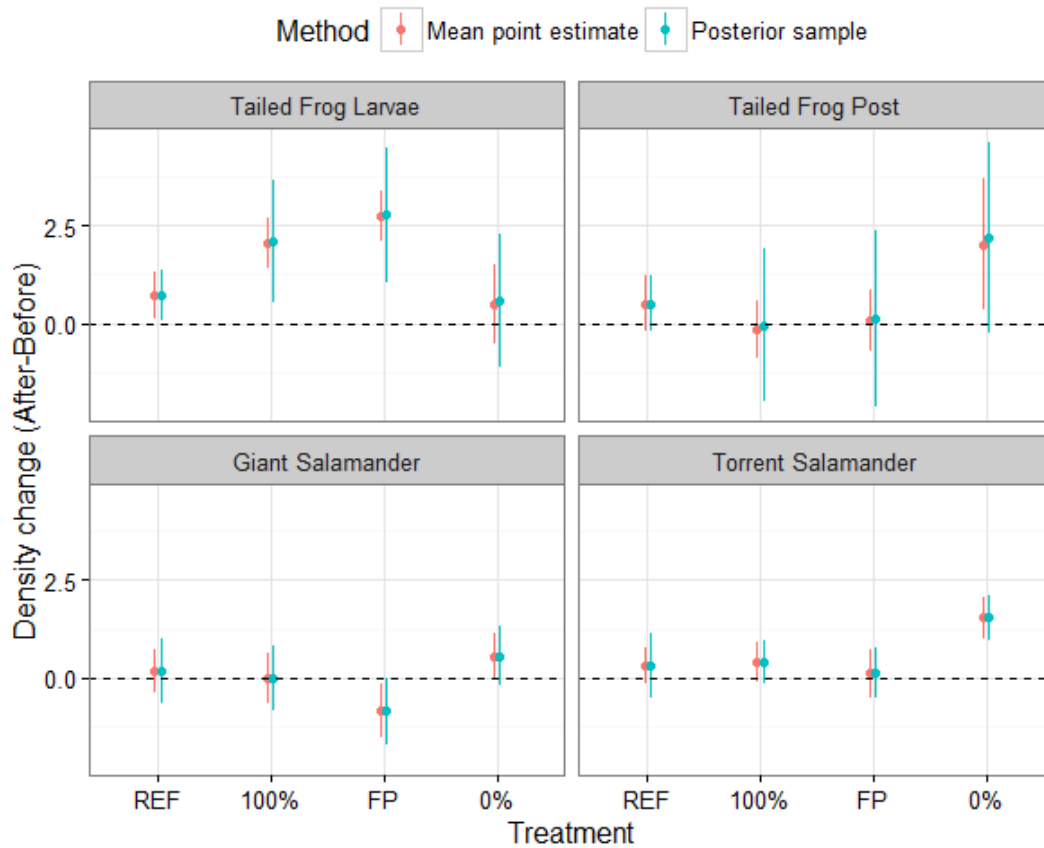 Method Mean point estimate Posterior sample
Tailed Frog Larvae Tailed Frog Post
2.5
0.0
Giant Salamander Torrent Salamander
2.5
0.0
Density change (After-Before)
REF 100% FP 0% REF 100% FP 0%
Treatment